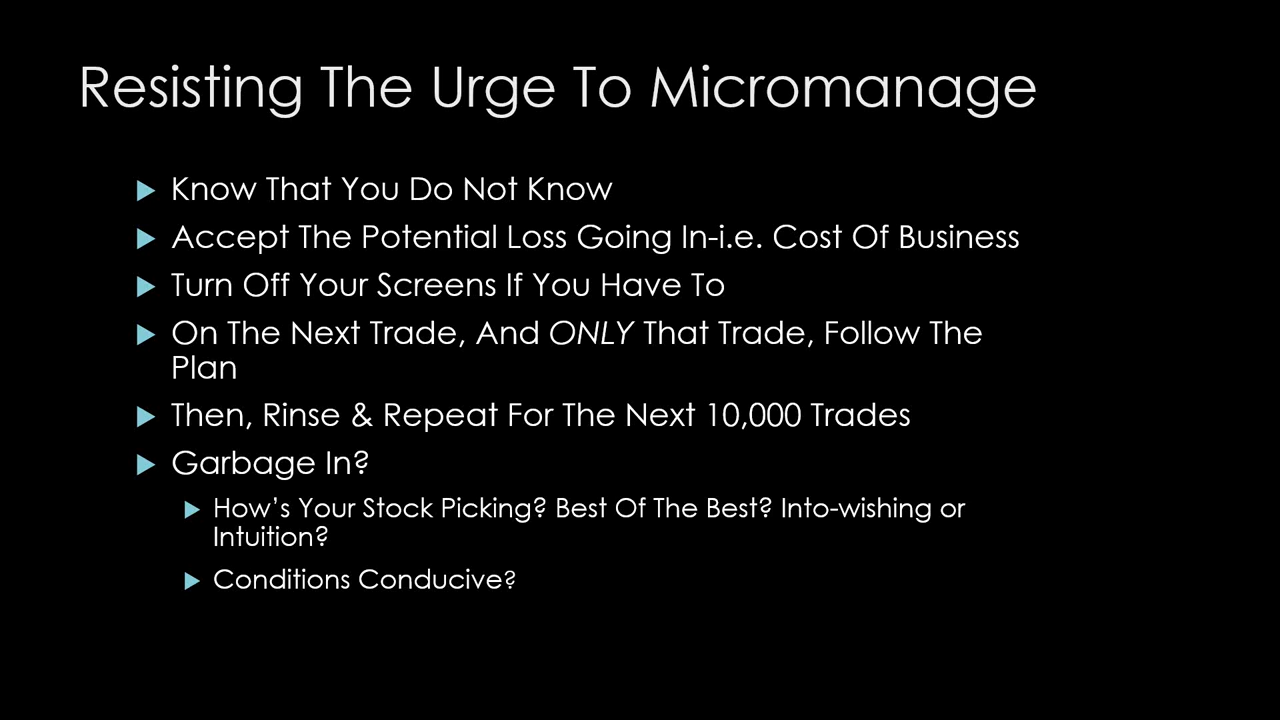 Resisting The Urge To Micromanage
Know That You Do Not Know
Accept The Potential Loss Going In-i.e. Cost Of Business
Turn Off Your Screens If You Have To
On The Next Trade, And ONLY That Trade, Follow The
Plan
Then, Rinse & Repeat For The Next 10,000 Trades
Garbage In?
How’s Your Stock Picking? Best Of The Best? Into-wishing or
Intuition?
Conditions Conducive?